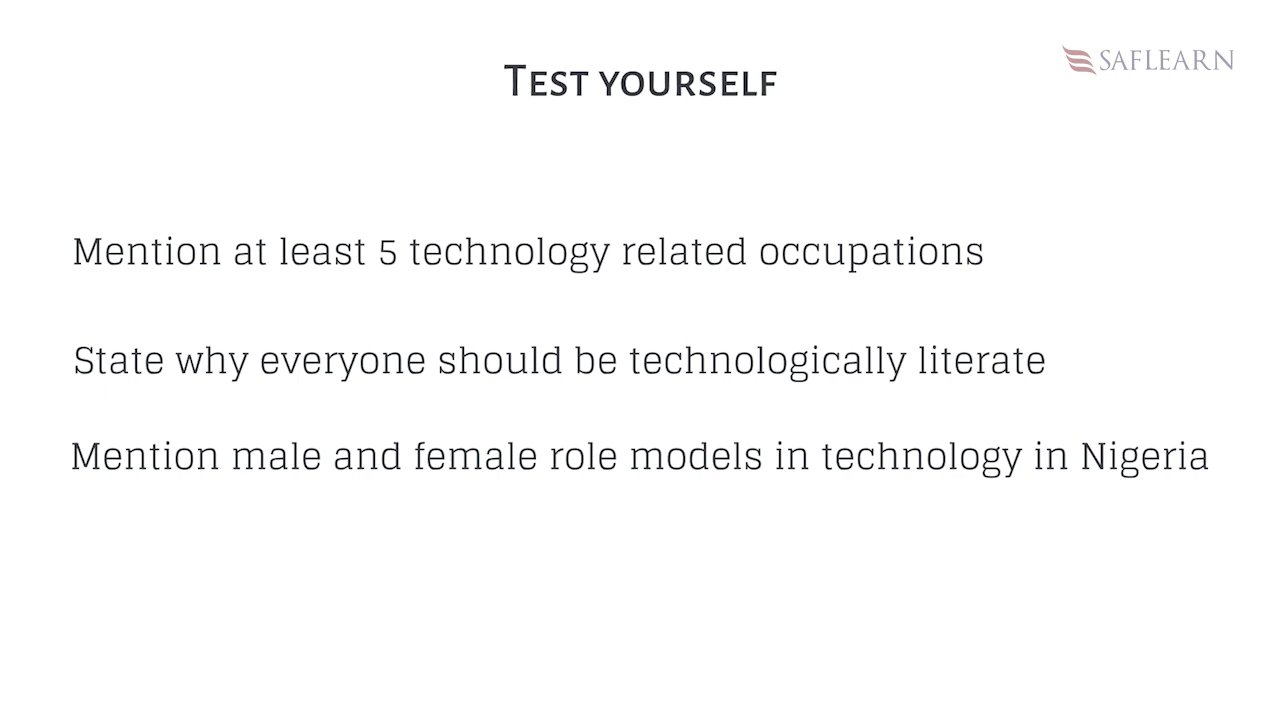 Test yourself
SAFLEARN
Mention at least 5 technology related occupations
State why everyone should be technologically literate
Mention male and female role models in technology in Nigeria